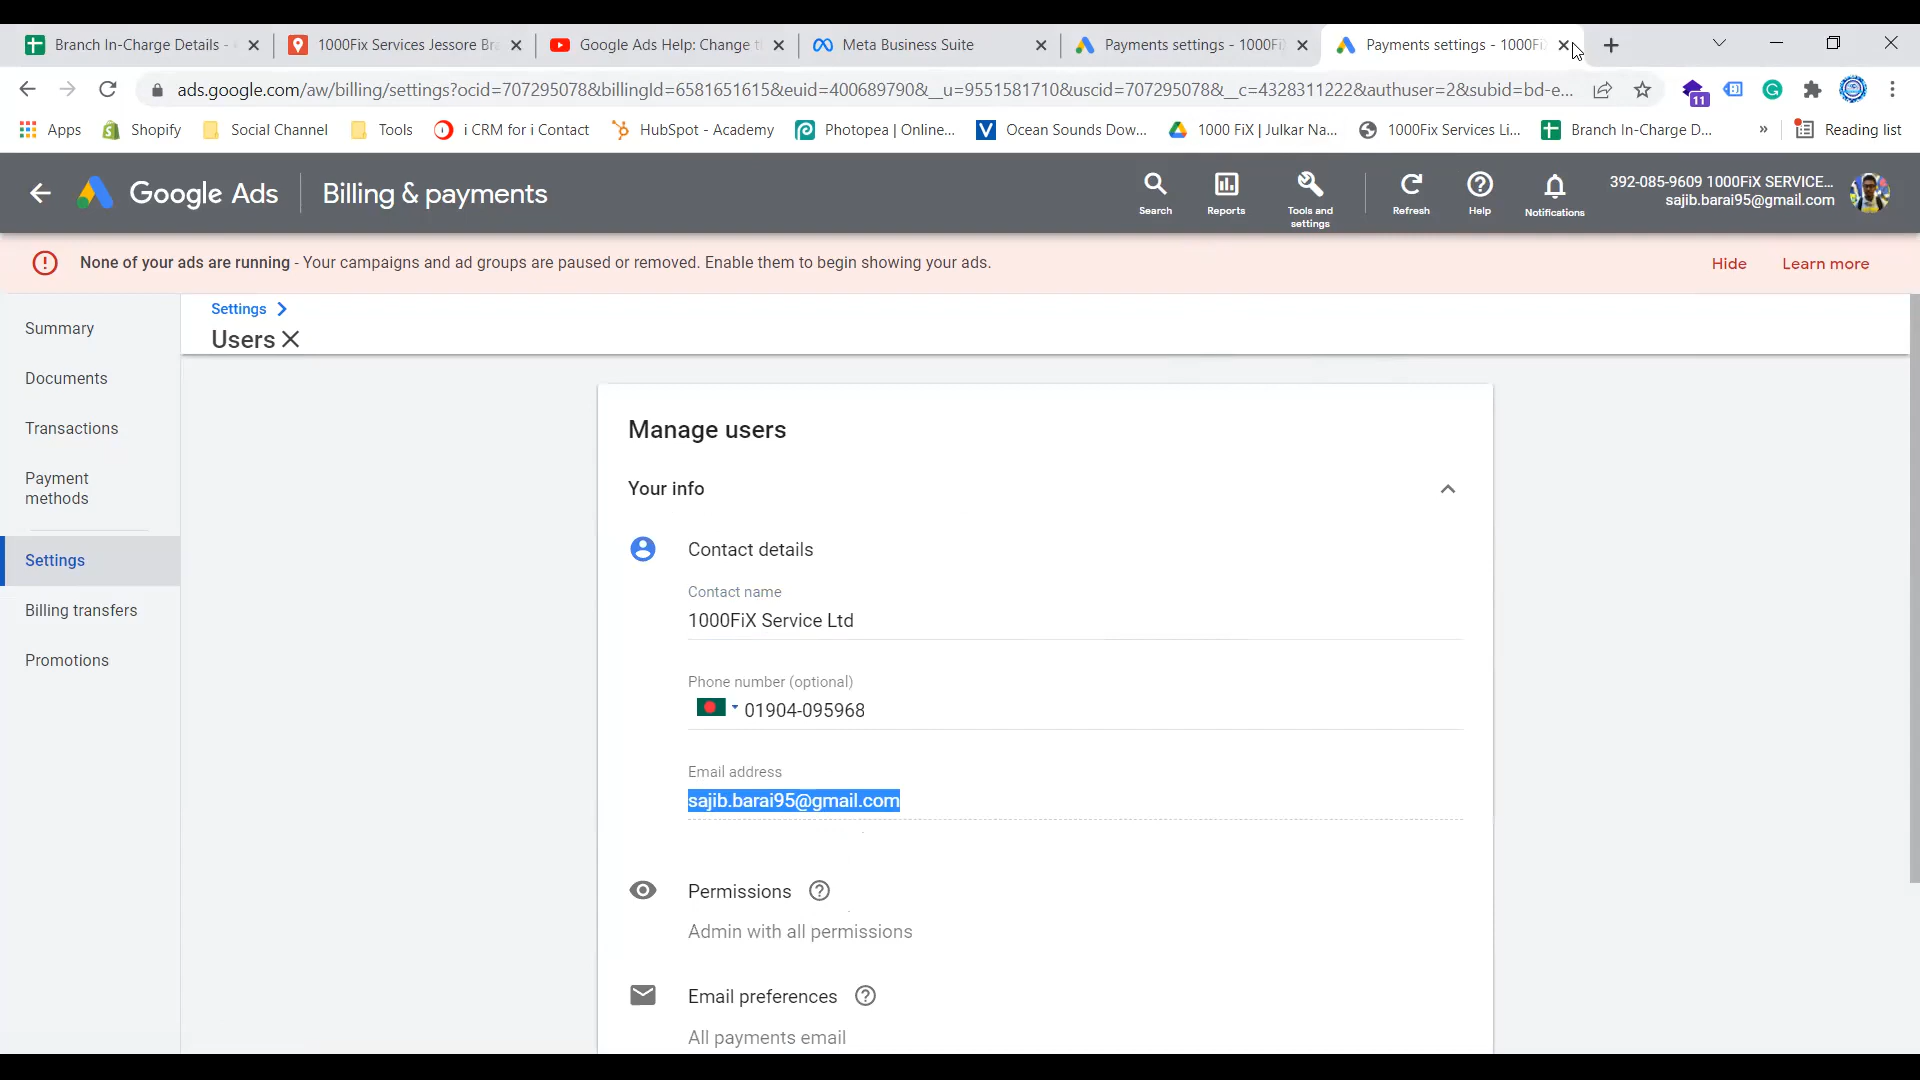 Branch In-Charge Details -
1000Fix Services Jessore Br
Google Ads Help: Change t
Meta Business Suite
Payments settings - 1000Fi
Payments settings - 1000Fi
ads.google.com/aw/billing/settings?ocid=707295078&billingId=6581651615&euid=400689790&__u=9551581710&uscid=707295078&__c=4328311222&authuser=2&subid=bd-e...
11
Apps
Shopify
Social Channel
Tools
i CRM for i Contact
HubSpot - Academy
Photopea | Online...
Ocean Sounds Dow...
1000 FiX | Julkar Na...
1000Fix Services Li...
Branch In-Charge D...
»
Reading list
Google Ads
Billing & payments
Search
Reports
Tools and
settings
Refresh
Help
Notifications
392-085-9609 1000FiX SERVICE...
sajib.barai95@gmail.com
None of your ads are running - Your campaigns and ad groups are paused or removed. Enable them to begin showing your ads.
Hide
Learn more
Summary
Documents
Transactions
Payment
methods
Settings
Billing transfers
Promotions
Settings
Users
Manage users
Your info
Contact details
Contact name
1000FiX Service Ltd
Phone number (optional)
01904-095968
Email address
sajib.barai95@gmail.com
Permissions
Admin with all permissions
Email preferences
All payments email